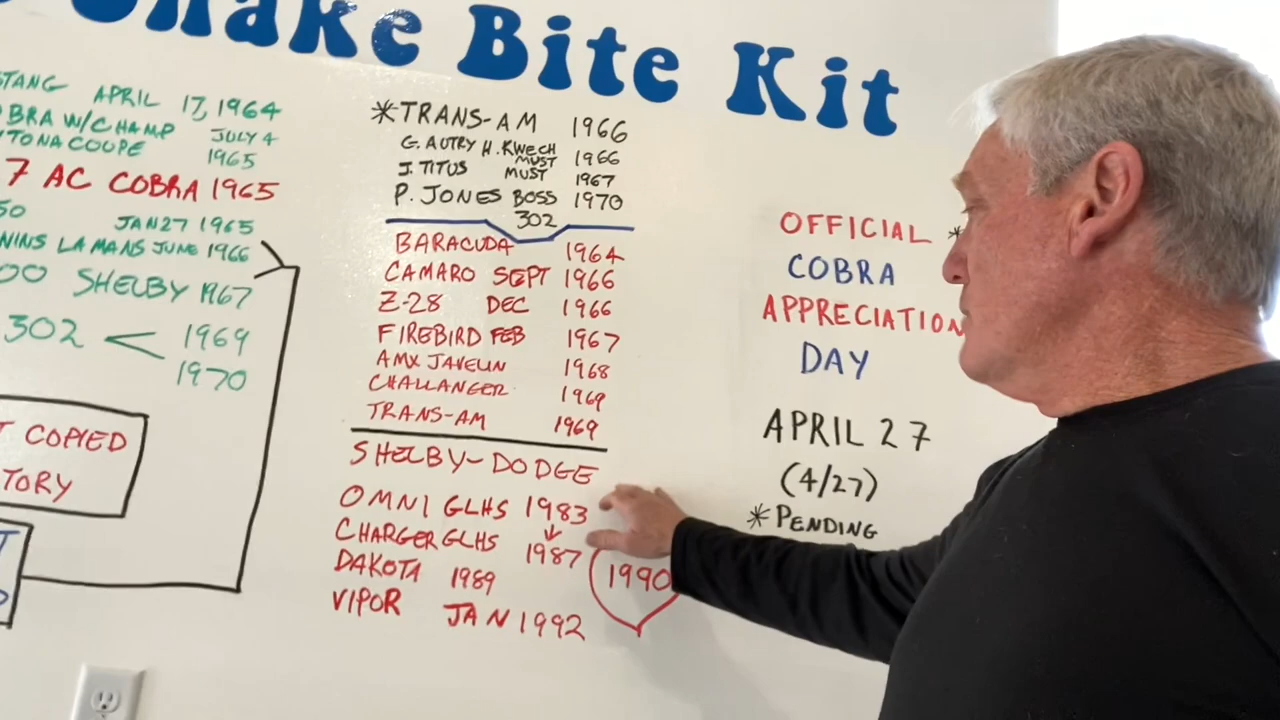 Snake Bite Kit
TANG APRIL 17, 1964
BRA W/CHAMP JULY 4
TONA COUPE 1965
7 AC COBRA 1965
50 JAN 27 1965
NINS LA MANS JUNE 1966
00 SHELBY 1967
302 < 1969
1970
T COPIED
TORY
*TRANS-AM 1966
G. AUTRY H. KWECH MUST 1966
J. TITUS MUST 1967
P. JONES BOSS 1970
302
BARACUDA 1964
CAMARO SEPT 1966
Z-28 DEC 1966
FIREBIRD FEB 1967
AMX JAVELIN 1968
CHALLANGER 1969
TRANS-AM 1969
SHELBY-DODGE
OMNI GLHS 1983
CHARGER GLHS 1987
DAKOTA 1989
VIPOR JAN 1992
1990
OFFICIAL *
COBRA
APPRECIATION
DAY
APRIL 27
(4/27)
*PENDING